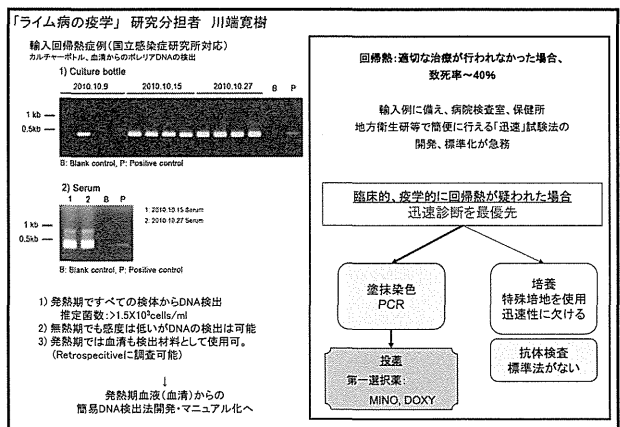 「ライム病の疫学」 研究分担者 川端寛樹
輸入回帰熱症例(国立感染症研究所対応)
カルチャーボトル、血清からのボレリアDNAの検出
1) Culture bottle
2010.10.9 2010.10.15 2010.10.27 B P
1 kb
0.5kb
B: Blank control, P: Positive control
2) Serum
1 2 B P
1: 2010.10.15 Serum
2: 2010.10.27 Serum
1 kb
0.5kb
B: Blank control, P: Positive control
1) 発熱期ですべての検体からDNA検出
推定菌数:>1.5X10³cells/ml
2) 無熱期でも感度は低いがDNAの検出は可能
3) 発熱期では血清も検出材料として使用可。
(Retrospecitiveに調査可能)
↓
発熱期血液(血清)からの
簡易DNA検出法開発・マニュアル化へ
回帰熱:適切な治療が行われなかった場合、
致死率~40%
輸入例に備え、病院検査室、保健所
地方衛生研等で簡便に行える「迅速」試験法の
開発、標準化が急務
臨床的、疫学的に回帰熱が疑われた場合
迅速診断を最優先
塗抹染色
PCR
培養
特殊培地を使用
迅速性に欠ける
投薬
第一選択薬:
MINO, DOXY
抗体検査
標準法がない